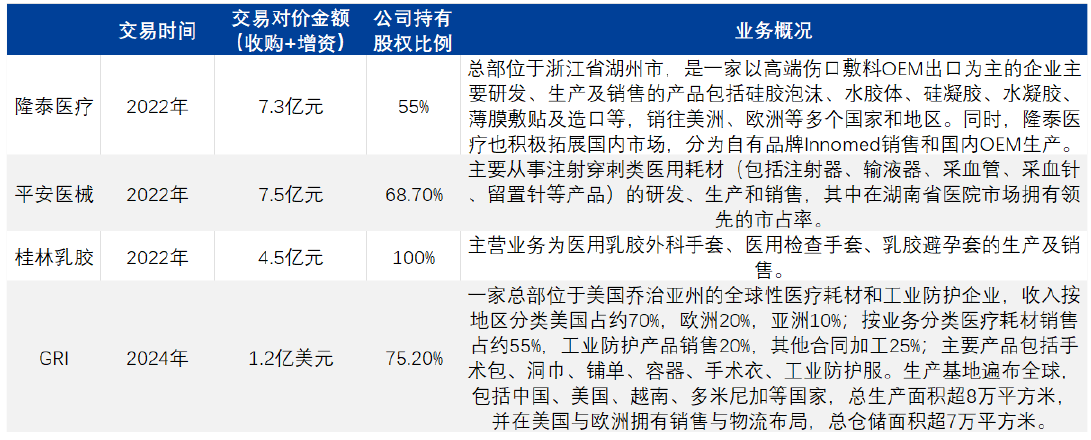 交易时间
交易对价金额
（收购+增资）
公司持有
股权比例
业务概况
隆泰医疗
2022年
7.3亿元
55%
总部位于浙江省湖州市，是一家以高端伤口敷料OEM出口为主的企业主
要研发、生产及销售的产品包括硅胶泡沫、水胶体、硅凝胶、水凝胶、
薄膜敷贴及造口等，销往美洲、欧洲等多个国家和地区。同时，隆泰医
疗也积极拓展国内市场，分为自有品牌Innomed销售和国内OEM生产。
平安医械
2022年
7.5亿元
68.70%
主要从事注射穿刺类医用耗材（包括注射器、输液器、采血管、采血针
、留置针等产品）的研发、生产和销售，其中在湖南省医院市场拥有领
先的市占率。
桂林乳胶
2022年
4.5亿元
100%
主营业务为医用乳胶外科手套、医用检查手套、乳胶避孕套的生产及销
售。
GRI
2024年
1.2亿美元
75.20%
一家总部位于美国乔治亚州的全球性医疗耗材和工业防护企业，收入按
地区分类美国占约70%，欧洲20%，亚洲10%；按业务分类医疗耗材销售
占约55%，工业防护产品销售20%，其他合同加工25%；主要产品包括手
术包、洞巾、铺单、容器、手术衣、工业防护服。生产基地遍布全球，
包括中国、美国、越南、多米尼加等国家，总生产面积超8万平方米，
并在美国与欧洲拥有销售与物流布局，总仓储面积超7万平方米。